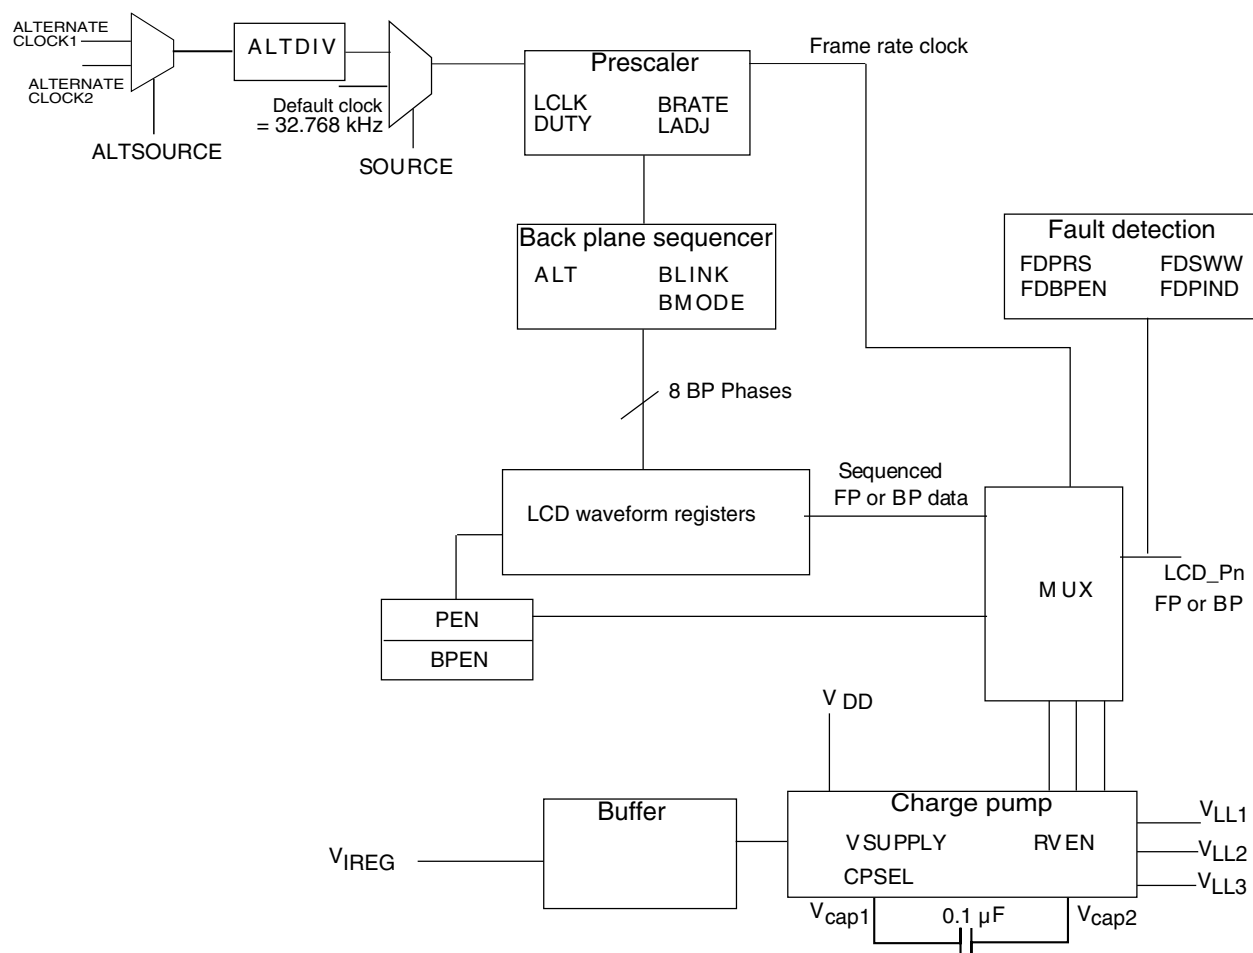 ALTERNATE
CLOCK1
ALTERNATE
CLOCK2
ALTSOURCE
ALTDIV
Default clock
= 32.768 kHz
SOURCE
Prescaler
LCLK BRATE
DUTY LADJ
Frame rate clock
Back plane sequencer
ALT BLINK
BMODE
Fault detection
FDPRS FDSWW
FDBPEN FDPIND
8 BP Phases
LCD waveform registers
Sequenced
FP or BP data
MUX
LCD_Pn
FP or BP
PEN
BPEN
VDD
Buffer
VIREG
Charge pump
VSUPPLY RVEN
CPSEL
VLL1
VLL2
VLL3
Vcap1 0.1 µF Vcap2